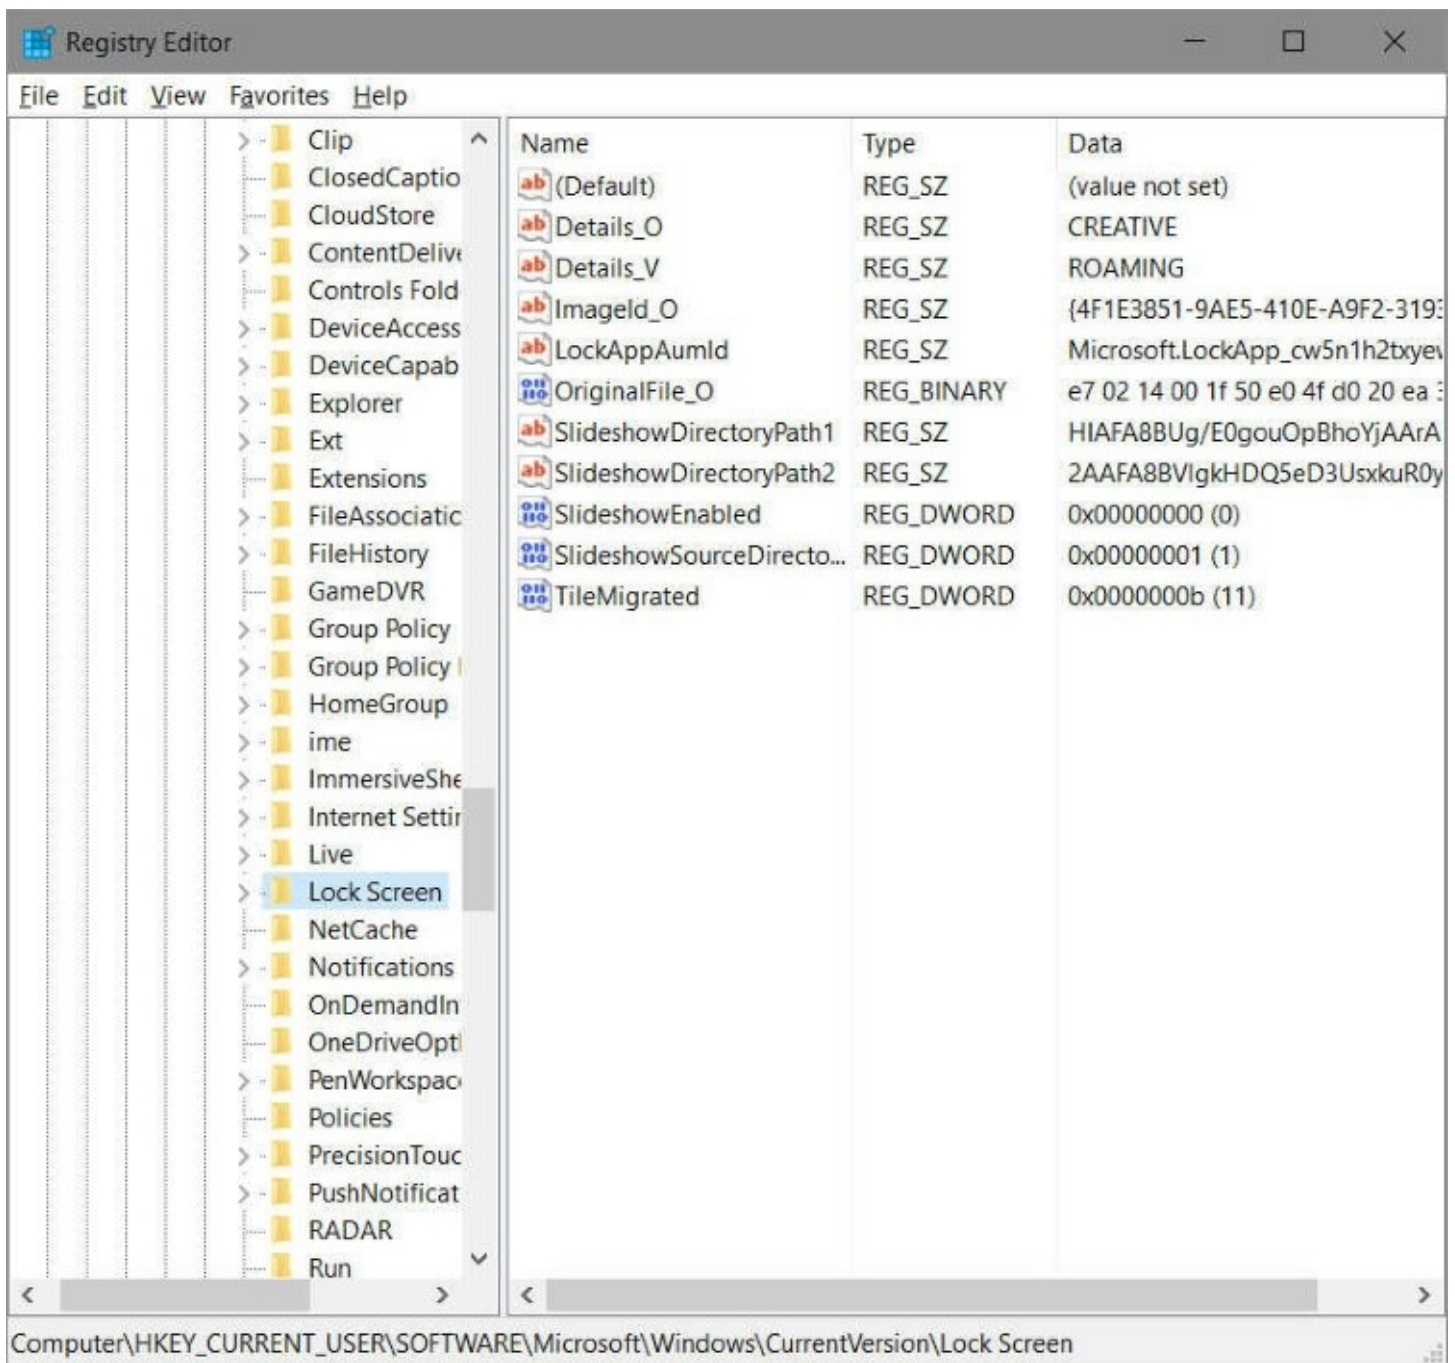 Registry Editor
File Edit View Favorites Help
Clip
ClosedCaptio
CloudStore
ContentDelive
Controls Fold
DeviceAccess
DeviceCapab
Explorer
Ext
Extensions
FileAssociatic
FileHistory
GameDVR
Group Policy
Group Policy
HomeGroup
ime
ImmersiveShe
Internet Settin
Live
Lock Screen
NetCache
Notifications
OnDemandIn
OneDriveOpt
PenWorkspac
Policies
PrecisionTouc
PushNotificat
RADAR
Run
Name Type Data
(Default) REG_SZ (value not set)
Details_O REG_SZ CREATIVE
Details_V REG_SZ ROAMING
ImageId_O REG_SZ {4F1E3851-9AE5-410E-A9F2-3193
LockAppAumId REG_SZ Microsoft.LockApp_cw5n1h2txyew
OriginalFile_O REG_BINARY e7 02 14 00 1f 50 e0 4f d0 20 ea 3
SlideshowDirectoryPath1 REG_SZ HIAFA8BUg/E0gouOpBhoYjAArA
SlideshowDirectoryPath2 REG_SZ 2AAFA8BVIgkHDQ5eD3UsxkuR0y
SlideshowEnabled REG_DWORD 0x00000000 (0)
SlideshowSourceDirecto... REG_DWORD 0x00000001 (1)
TileMigrated REG_DWORD 0x0000000b (11)
Computer\HKEY_CURRENT_USER\SOFTWARE\Microsoft\Windows\CurrentVersion\Lock Screen